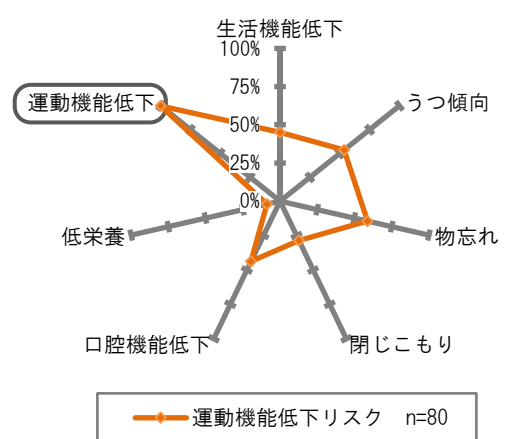 生活機能低下
100%
75%
50%
25%
0%
うつ傾向
物忘れ
閉じこもり
口腔機能低下
低栄養
運動機能低下
運動機能低下リスク n=80